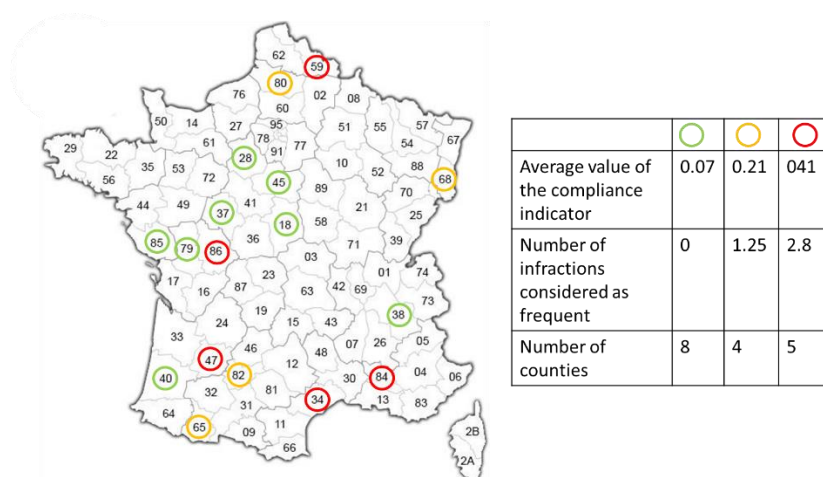 62 59
80
76 02 08
60
50 14 27 95 51 55 57 67
78 77 54
61 91
29 22 28 10 88
35 53 52 68
56 72 45 89 70
44 49 41 21
37 25
18 58
85 79 86 36 39
71
03
01 74
17 23
16 87 42 69 73
63
19 38
24
33 15 43
46 07 26 05
47 48
12
40 82 30 84 04 06
32 81
34 13 83
64 31
65 11
09
66 2B
2A
Average value of 0.07 0.21 041
the compliance
indicator
Number of 0 1.25 2.8
infractions
considered as
frequent
Number of 8 4 5
counties